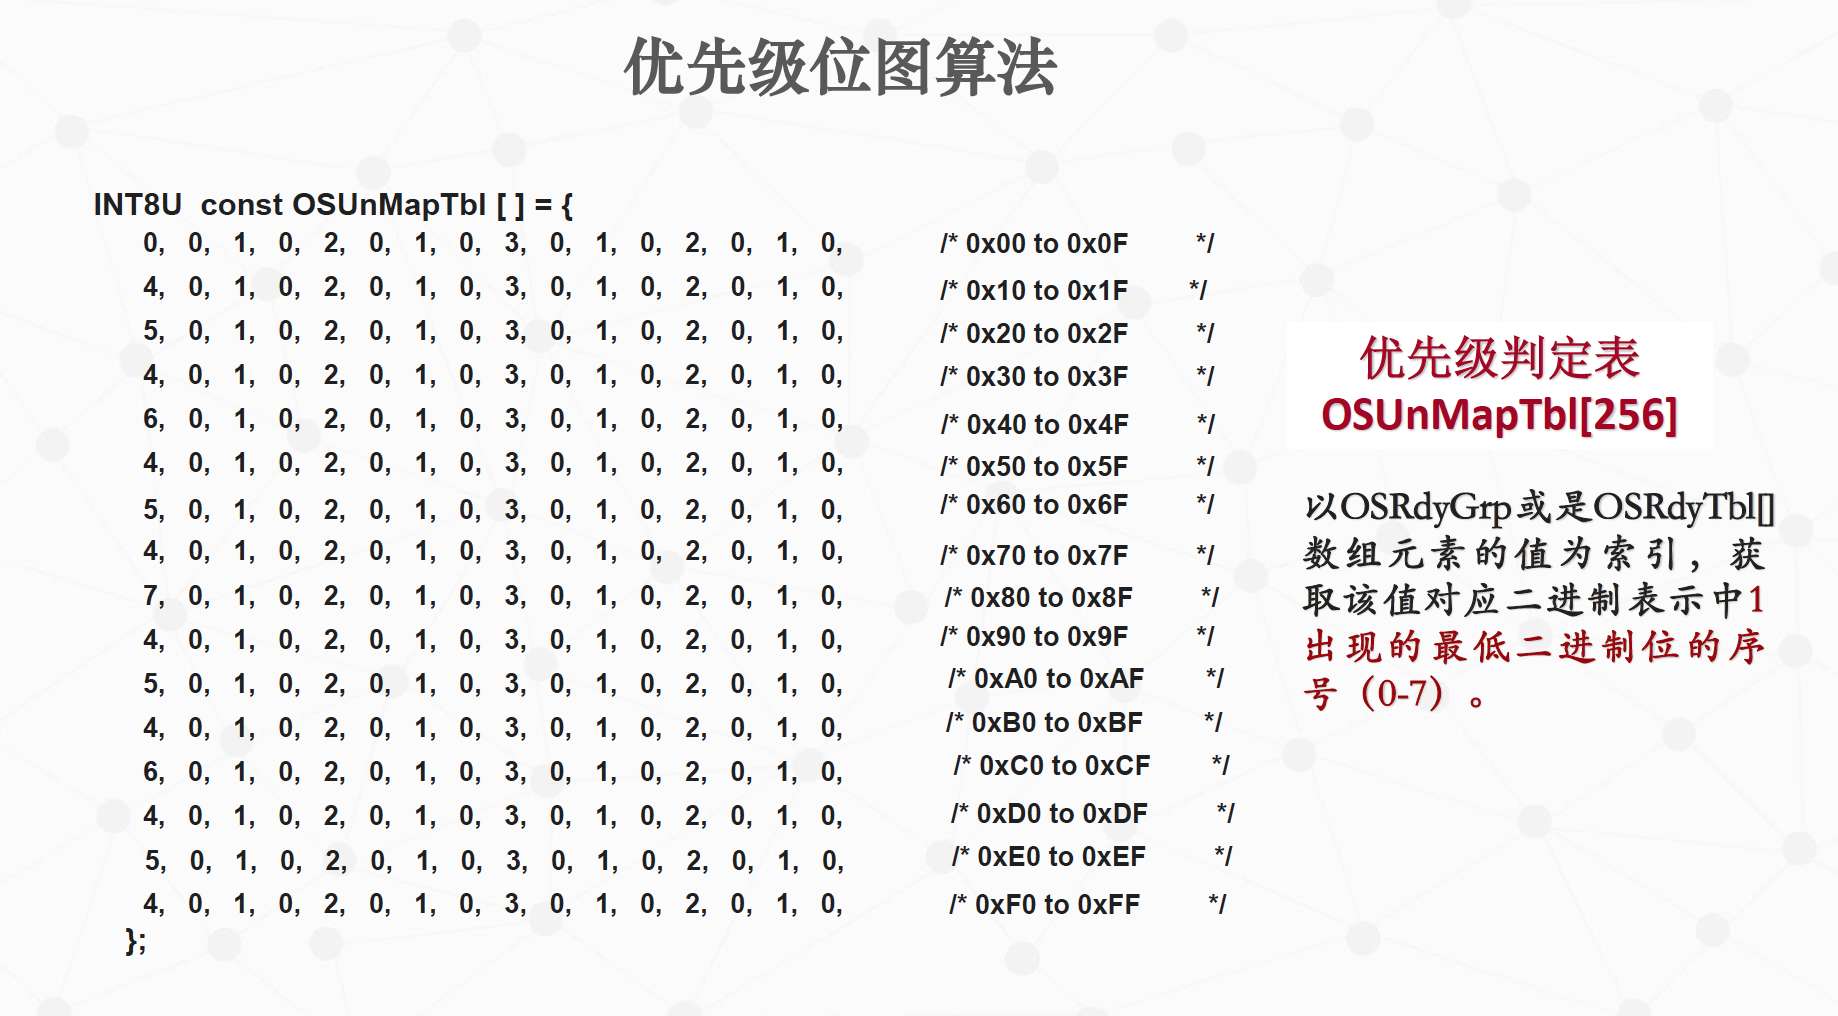 优先级位图算法
INT8U  const OSUnMapTbl [ ] = {
0, 0, 1, 0, 2, 0, 1, 0, 3, 0, 1, 0, 2, 0, 1, 0, /* 0x00 to 0x0F */
4, 0, 1, 0, 2, 0, 1, 0, 3, 0, 1, 0, 2, 0, 1, 0, /* 0x10 to 0x1F */
5, 0, 1, 0, 2, 0, 1, 0, 3, 0, 1, 0, 2, 0, 1, 0, /* 0x20 to 0x2F */
4, 0, 1, 0, 2, 0, 1, 0, 3, 0, 1, 0, 2, 0, 1, 0, /* 0x30 to 0x3F */
6, 0, 1, 0, 2, 0, 1, 0, 3, 0, 1, 0, 2, 0, 1, 0, /* 0x40 to 0x4F */
4, 0, 1, 0, 2, 0, 1, 0, 3, 0, 1, 0, 2, 0, 1, 0, /* 0x50 to 0x5F */
5, 0, 1, 0, 2, 0, 1, 0, 3, 0, 1, 0, 2, 0, 1, 0, /* 0x60 to 0x6F */
4, 0, 1, 0, 2, 0, 1, 0, 3, 0, 1, 0, 2, 0, 1, 0, /* 0x70 to 0x7F */
7, 0, 1, 0, 2, 0, 1, 0, 3, 0, 1, 0, 2, 0, 1, 0, /* 0x80 to 0x8F */
4, 0, 1, 0, 2, 0, 1, 0, 3, 0, 1, 0, 2, 0, 1, 0, /* 0x90 to 0x9F */
5, 0, 1, 0, 2, 0, 1, 0, 3, 0, 1, 0, 2, 0, 1, 0, /* 0xA0 to 0xAF */
4, 0, 1, 0, 2, 0, 1, 0, 3, 0, 1, 0, 2, 0, 1, 0, /* 0xB0 to 0xBF */
6, 0, 1, 0, 2, 0, 1, 0, 3, 0, 1, 0, 2, 0, 1, 0, /* 0xC0 to 0xCF */
4, 0, 1, 0, 2, 0, 1, 0, 3, 0, 1, 0, 2, 0, 1, 0, /* 0xD0 to 0xDF */
5, 0, 1, 0, 2, 0, 1, 0, 3, 0, 1, 0, 2, 0, 1, 0, /* 0xE0 to 0xEF */
4, 0, 1, 0, 2, 0, 1, 0, 3, 0, 1, 0, 2, 0, 1, 0, /* 0xF0 to 0xFF */
};
优先级判定表
OSUnMapTbl[256]
以OSRdyGrp或是OSRdyTbl[]
数组元素的值为索引，获
取该值对应二进制表示中1
出现的最低二进制位的序
号（0-7）。